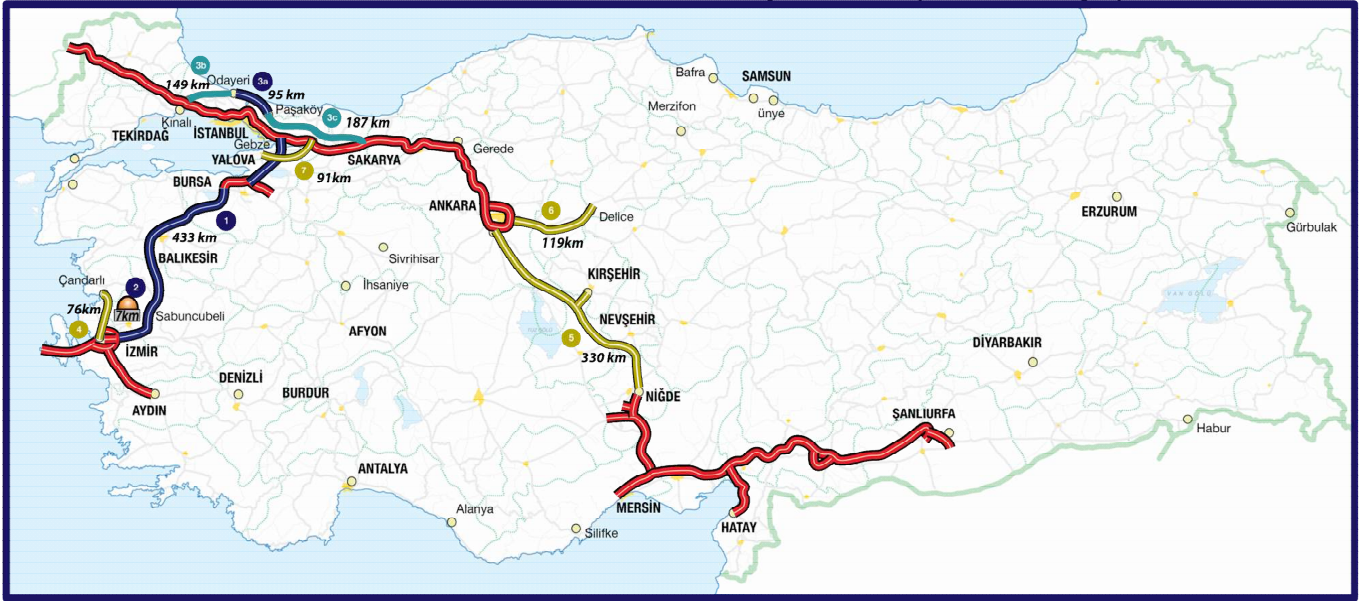 3b
Odayeri
3a
149 km
95 km
Paşaköy
3c
187 km
Kınalı
TEKİRDAĞ
İSTANBUL
Gebze
YALOVA
SAKARYA
Gerede
7
91km
BURSA
1
433 km
BALIKESİR
Çandarlı
2
76km
7km
Sabuncubeli
4
İZMİR
AYDIN
DENİZLİ
BURDUR
AFYON
İhsaniye
Sivrihisar
ANKARA
6
Delice
119km
KIRŞEHİR
NEVŞEHİR
5
330 km
NİĞDE
Bafra
SAMSUN
ünye
Merzifon
ERZURUM
Gürbulak
VAN GÖLÜ
DİYARBAKIR
ŞANLIURFA
Habur
ANTALYA
Alanya
Silifke
MERSİN
HATAY